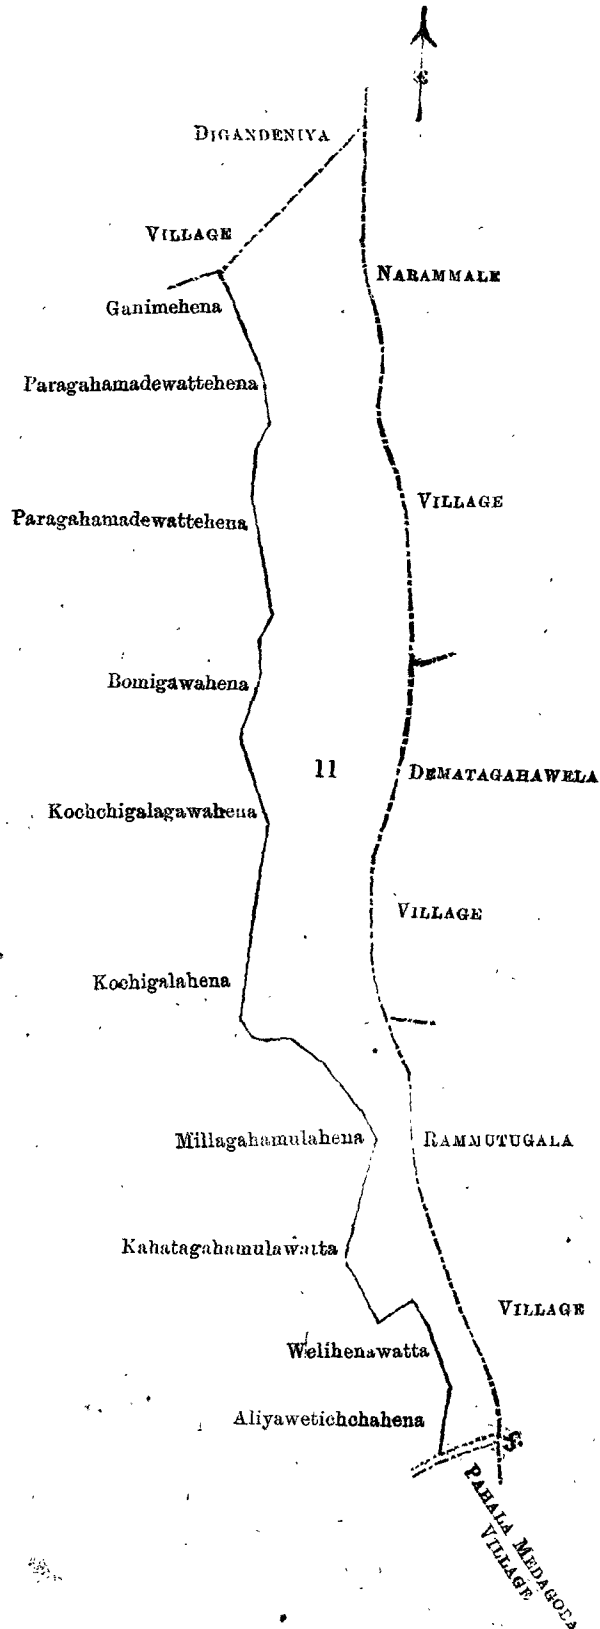 DIGANDENIYA
VILLAGE
NARAMMALE
Ganimehena
Paragahamadewattehena
VILLAGE
Paragahamadewattehena
Bomigawahena
11
DEMATAGAHAWELA
Kochchigalagawahena
VILLAGE
Kochigalahena
Millagahamulahena
RAMMUTUGALA
Kahatagahamulawatta
VILLAGE
Welihenawatta
Aliyawetichchahena
PAHALA MEDAGODA
VILLAGE